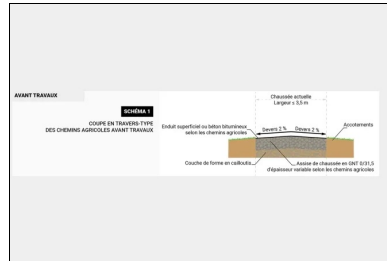 AVANT TRAVAUX
SCHÉMA 1
COUPE EN TRAVERS-TYPE
DES CHEMINS AGRICOLES AVANT TRAVAUX
Chaussée actuelle
Largeur ± 3,5 m
Enduit superficiel ou béton bitumineux
selon les chemins agricoles
Devers 2 %
Devers 2 %
Accotements
Couche de forme en cailloutis
Assise de chaussée en GNT 0/31,5
d'épaisseur variable selon les chemins agricoles